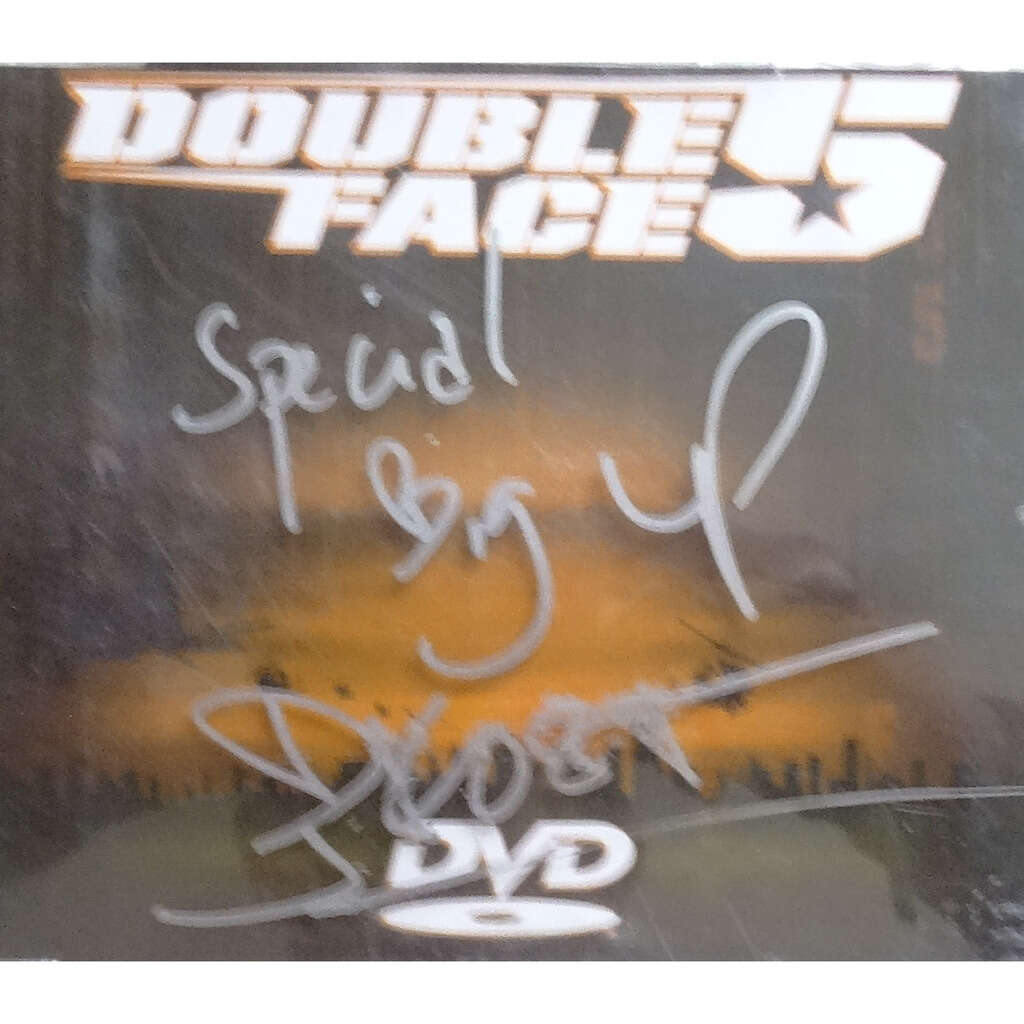 DOUBLE 5
FACE
Special
Big up
DVD